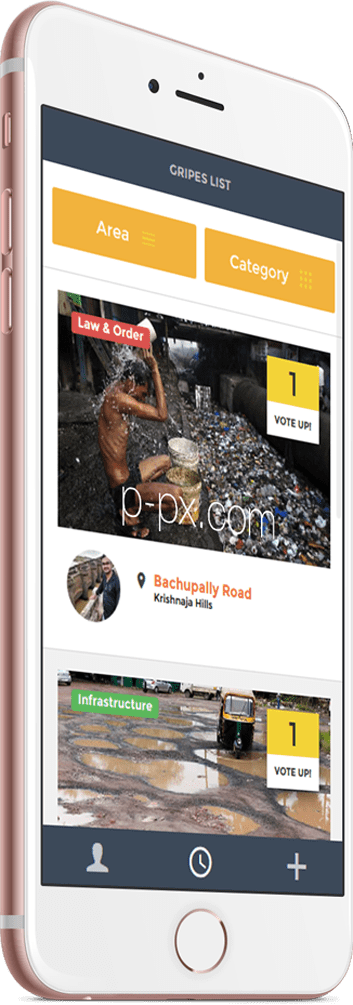 GRIPES LIST
Area
Category
Law & Order
1
VOTE UP!
p-px.com
Bachupally Road
Krishnaja Hills
Infrastructure
1
VOTE UP!